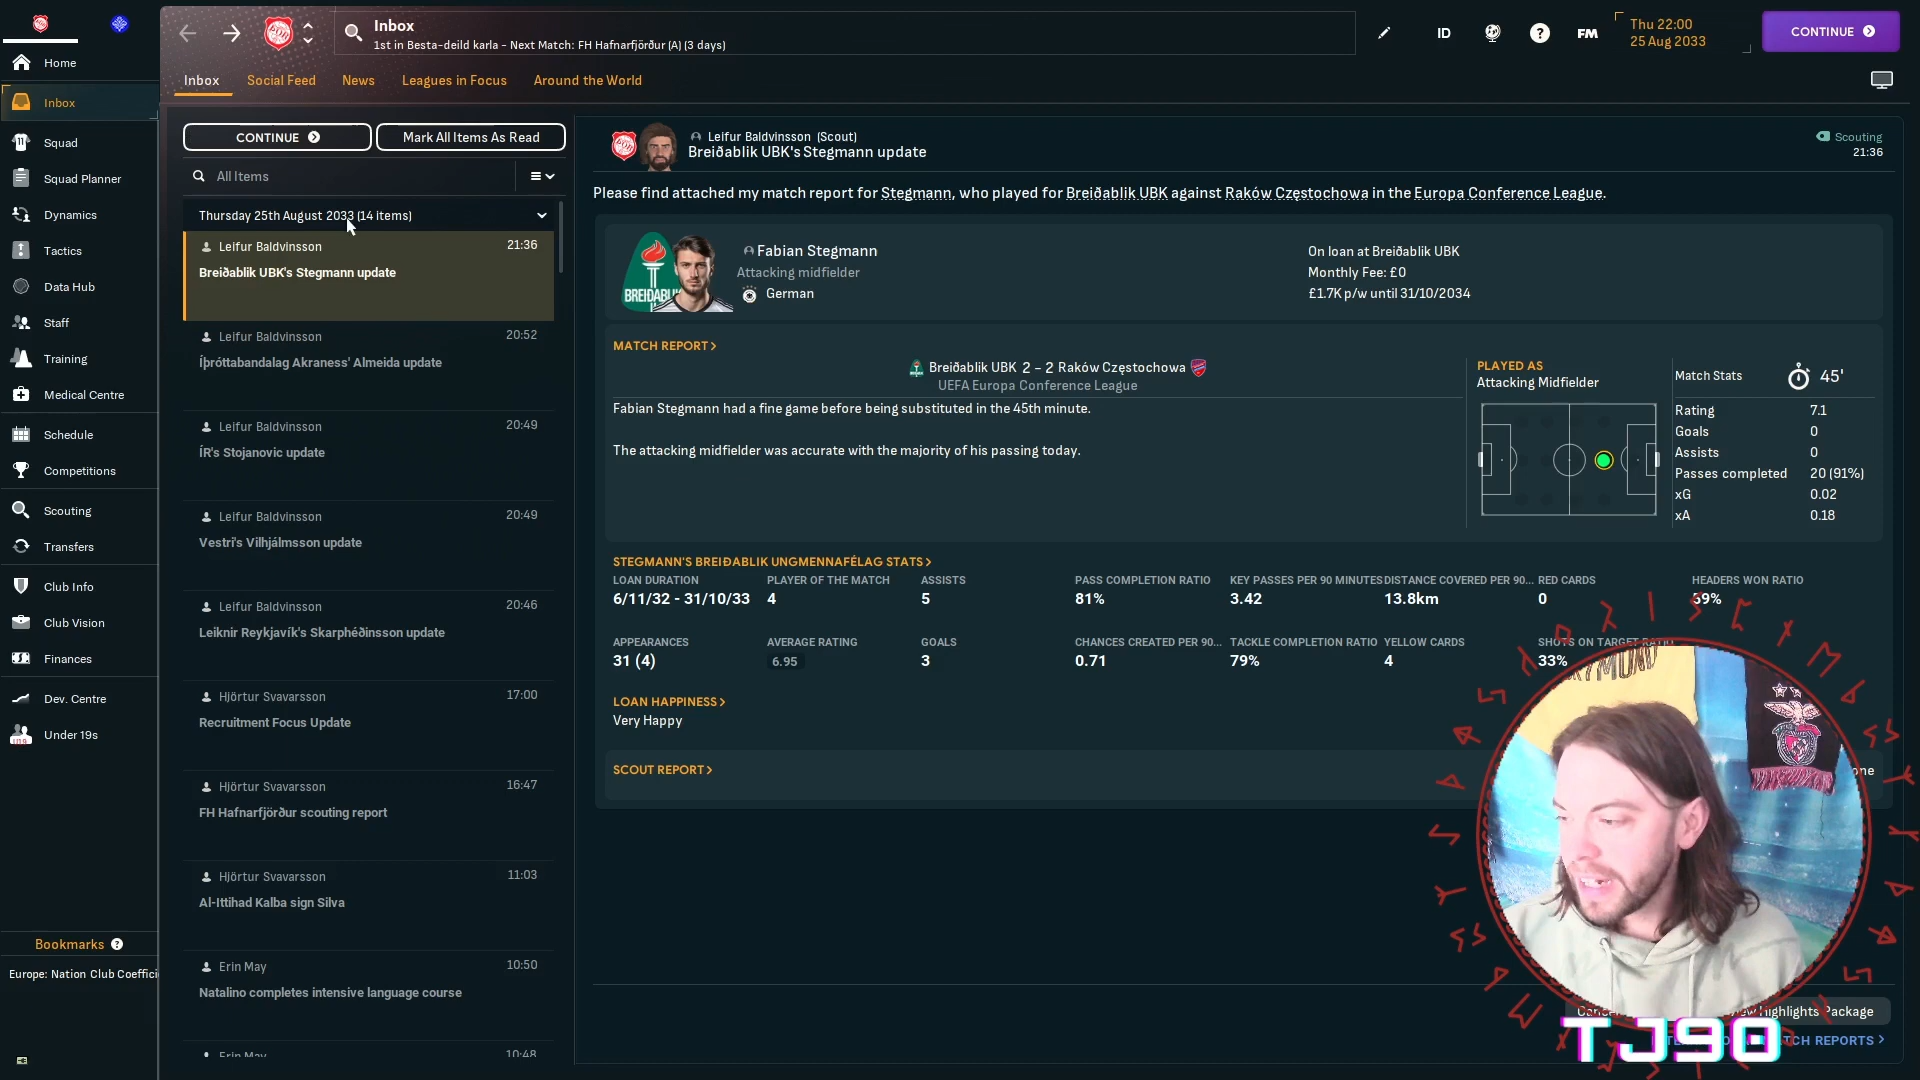 Inbox
1st in Besta-deild karla - Next Match: FH Hafnarfjörður (A) (3 days)
ID
FM
Thu 22:00
25 Aug 2033
CONTINUE
Inbox Social Feed News Leagues in Focus Around the World
Home
Inbox
Squad
Squad Planner
Dynamics
Tactics
Data Hub
Staff
Training
Medical Centre
Schedule
Competitions
Scouting
Transfers
Club Info
Club Vision
Finances
Dev. Centre
Under 19s
Bookmarks
Europe: Nation Club Coeffici
CONTINUE Mark All Items As Read
All Items
Thursday 25th August 2033 (14 items)
Leifur Baldvinsson 21:36
Breiðablik UBK's Stegmann update
Leifur Baldvinsson 20:52
Íþróttabandalag Akraness' Almeida update
Leifur Baldvinsson 20:49
ÍR's Stojanovic update
Leifur Baldvinsson 20:49
Vestri's Vilhjálmsson update
Leifur Baldvinsson 20:46
Leiknir Reykjavík's Skarphéðinsson update
Hjörtur Svavarsson 17:00
Recruitment Focus Update
Hjörtur Svavarsson 16:47
FH Hafnarfjörður scouting report
Hjörtur Svavarsson 11:03
Al-Ittihad Kalba sign Silva
Erin May 10:50
Natalino completes intensive language course
Erin May 10:48
Leifur Baldvinsson (Scout)
Breiðablik UBK's Stegmann update
Scouting
21:36
Please find attached my match report for Stegmann, who played for Breiðablik UBK against Raków Częstochowa in the Europa Conference League.
Fabian Stegmann
Attacking midfielder
German
On loan at Breiðablik UBK
Monthly Fee: £0
£1.7K p/w until 31/10/2034
MATCH REPORT
Breiðablik UBK 2 - 2 Raków Częstochowa
UEFA Europa Conference League
Fabian Stegmann had a fine game before being substituted in the 45th minute.
The attacking midfielder was accurate with the majority of his passing today.
PLAYED AS
Attacking Midfielder
Match Stats 45'
Rating 7.1
Goals 0
Assists 0
Passes completed 20 (91%)
xG 0.02
xA 0.18
STEGMANN'S BREIÐABLIK UNGMENNAFÉLAG STATS
LOAN DURATION PLAYER OF THE MATCH ASSISTS PASS COMPLETION RATIO KEY PASSES PER 90 MINUTES DISTANCE COVERED PER 90... RED CARDS HEADERS WON RATIO
6/11/32 - 31/10/33 4 5 81% 3.42 13.8km 0 %
APPEARANCES AVERAGE RATING GOALS CHANCES CREATED PER 90... TACKLE COMPLETION RATIO YELLOW CARDS SHOTS ON TARGET RATIO
31 (4) 6.95 3 0.71 79% 4 33%
LOAN HAPPINESS
Very Happy
SCOUT REPORT
one
Highlights Package
CH REPORTS
TJ90